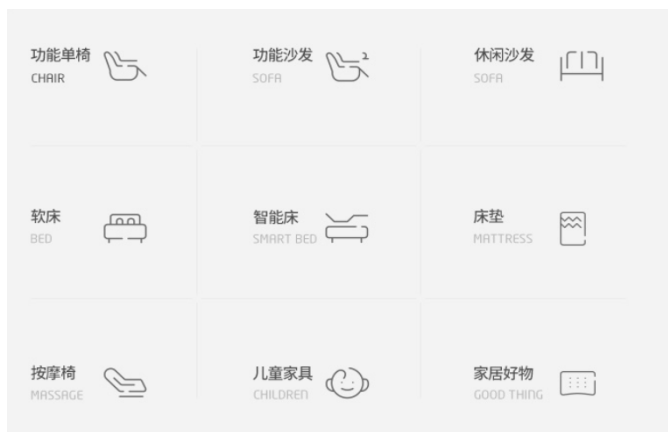 功能单椅
CHAIR
功能沙发
SOFA
休闲沙发
SOFA
软床
BED
智能床
SMART BED
床垫
MATTRESS
按摩椅
MASSAGE
儿童家具
CHILDREN
家居好物
GOOD THING